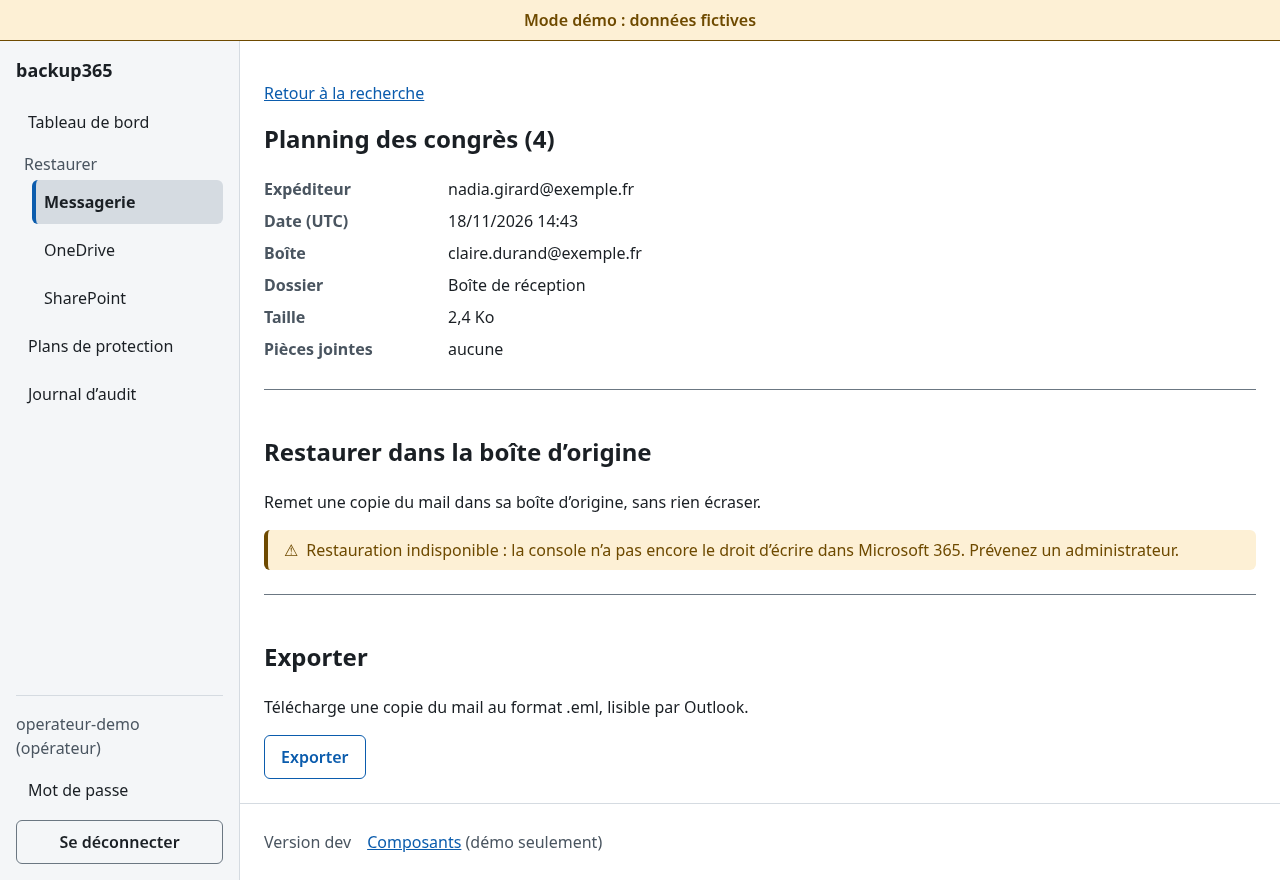 Mode démo : données fictives
backup365
Tableau de bord
Restaurer
Messagerie
OneDrive
SharePoint
Plans de protection
Journal d’audit
operateur-demo
(opérateur)
Mot de passe
Se déconnecter
Retour à la recherche
Planning des congrès (4)
Expéditeur nadia.girard@exemple.fr
Date (UTC) 18/11/2026 14:43
Boîte claire.durand@exemple.fr
Dossier Boîte de réception
Taille 2,4 Ko
Pièces jointes aucune
Restaurer dans la boîte d’origine
Remet une copie du mail dans sa boîte d’origine, sans rien écraser.
⚠ Restauration indisponible : la console n’a pas encore le droit d’écrire dans Microsoft 365. Prévenez un administrateur.
Exporter
Télécharge une copie du mail au format .eml, lisible par Outlook.
Exporter
Version dev Composants (démo seulement)